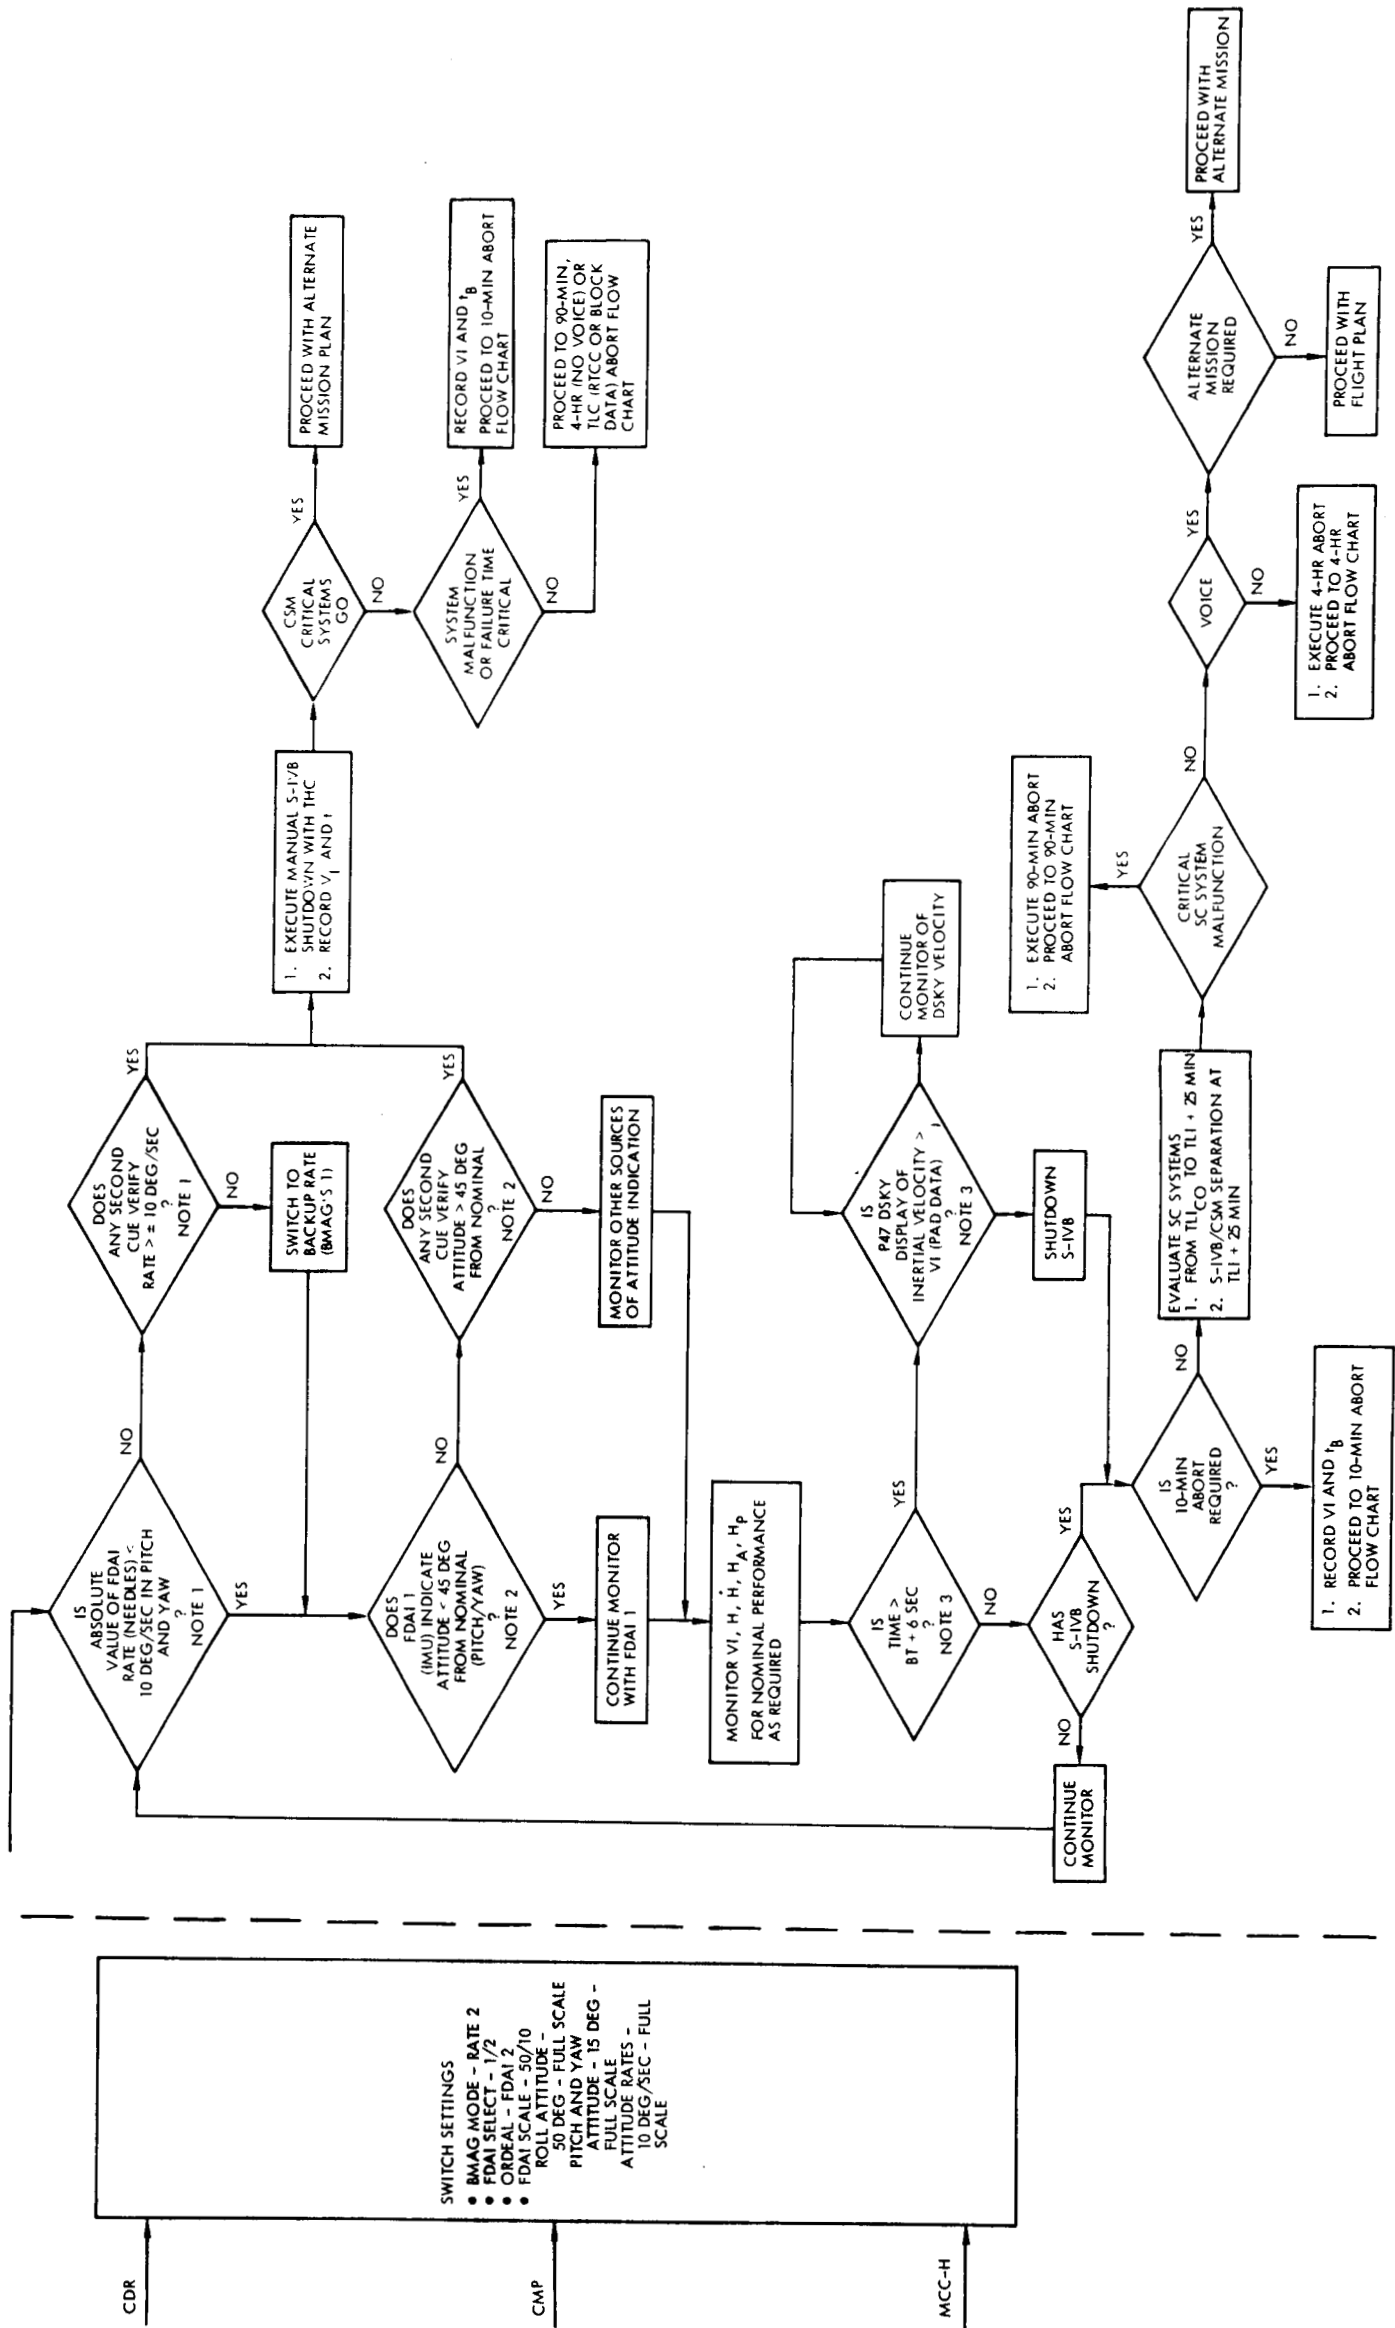 CDR
CMP
MCC-H
SWITCH SETTINGS
• BMAG MODE - RATE 2
• FDAI SELECT - 1/2
• ORDEAL - FDAI 2
• FDAI SCALE - 50/10
ROLL ATTITUDE -
50 DEG - FULL SCALE
PITCH AND YAW
ATTITUDE - 15 DEG -
FULL SCALE
ATTITUDE RATES -
10 DEG/SEC - FULL
SCALE
IS
ABSOLUTE
VALUE OF FDAI
RATE (NEEDLES) <
10 DEG/SEC IN PITCH
AND YAW
?
NOTE 1
NO
YES
DOES
ANY SECOND
CUE VERIFY
RATE > ± 10 DEG/SEC
?
NOTE 1
YES
NO
SWITCH TO
BACKUP RATE
(BMAG'S 1)
DOES
FDAI 1
(IMU) INDICATE
ATTITUDE < 45 DEG
FROM NOMINAL
(PITCH/YAW)
?
NOTE 2
NO
YES
DOES
ANY SECOND
CUE VERIFY
ATTITUDE > 45 DEG
FROM NOMINAL
?
NOTE 2
YES
NO
1. EXECUTE MANUAL S-IVB
SHUTDOWN WITH THC
2. RECORD VI AND t
CSM
CRITICAL
SYSTEMS
GO
YES
NO
PROCEED WITH ALTERNATE
MISSION PLAN
SYSTEM
MALFUNCTION
OR FAILURE TIME
CRITICAL
YES
NO
RECORD VI AND tB
PROCEED TO 10-MIN ABORT
FLOW CHART
PROCEED TO 90-MIN,
4-HR (NO VOICE) OR
TLC (RTCC OR BLOCK
DATA) ABORT FLOW
CHART
CONTINUE MONITOR
WITH FDAI 1
MONITOR OTHER SOURCES
OF ATTITUDE INDICATION
MONITOR VI, H, Ḣ, HA, HP
FOR NOMINAL PERFORMANCE
AS REQUIRED
IS
TIME >
BT + 6 SEC
?
NOTE 3
YES
NO
IS
P47 DSKY
DISPLAY OF
INERTIAL VELOCITY >
VI (PAD DATA)
?
NOTE 3
CONTINUE
MONITOR OF
DSKY VELOCITY
SHUTDOWN
S-IVB
HAS
S-IVB
SHUTDOWN
?
NO
YES
CONTINUE
MONITOR
IS
10-MIN
ABORT
REQUIRED
?
NO
YES
1. RECORD VI AND tB
2. PROCEED TO 10-MIN ABORT
FLOW CHART
EVALUATE SC SYSTEMS
1. FROM TLICO TO TLI + 25 MIN
2. S-IVB/CSM SEPARATION AT
TLI + 25 MIN
CRITICAL
SC SYSTEM
MALFUNCTION
YES
NO
1. EXECUTE 90-MIN ABORT
2. PROCEED TO 90-MIN
ABORT FLOW CHART
VOICE
YES
NO
1. EXECUTE 4-HR ABORT
2. PROCEED TO 4-HR
ABORT FLOW CHART
ALTERNATE
MISSION
REQUIRED
YES
NO
PROCEED WITH
ALTERNATE MISSION
PROCEED WITH
FLIGHT PLAN